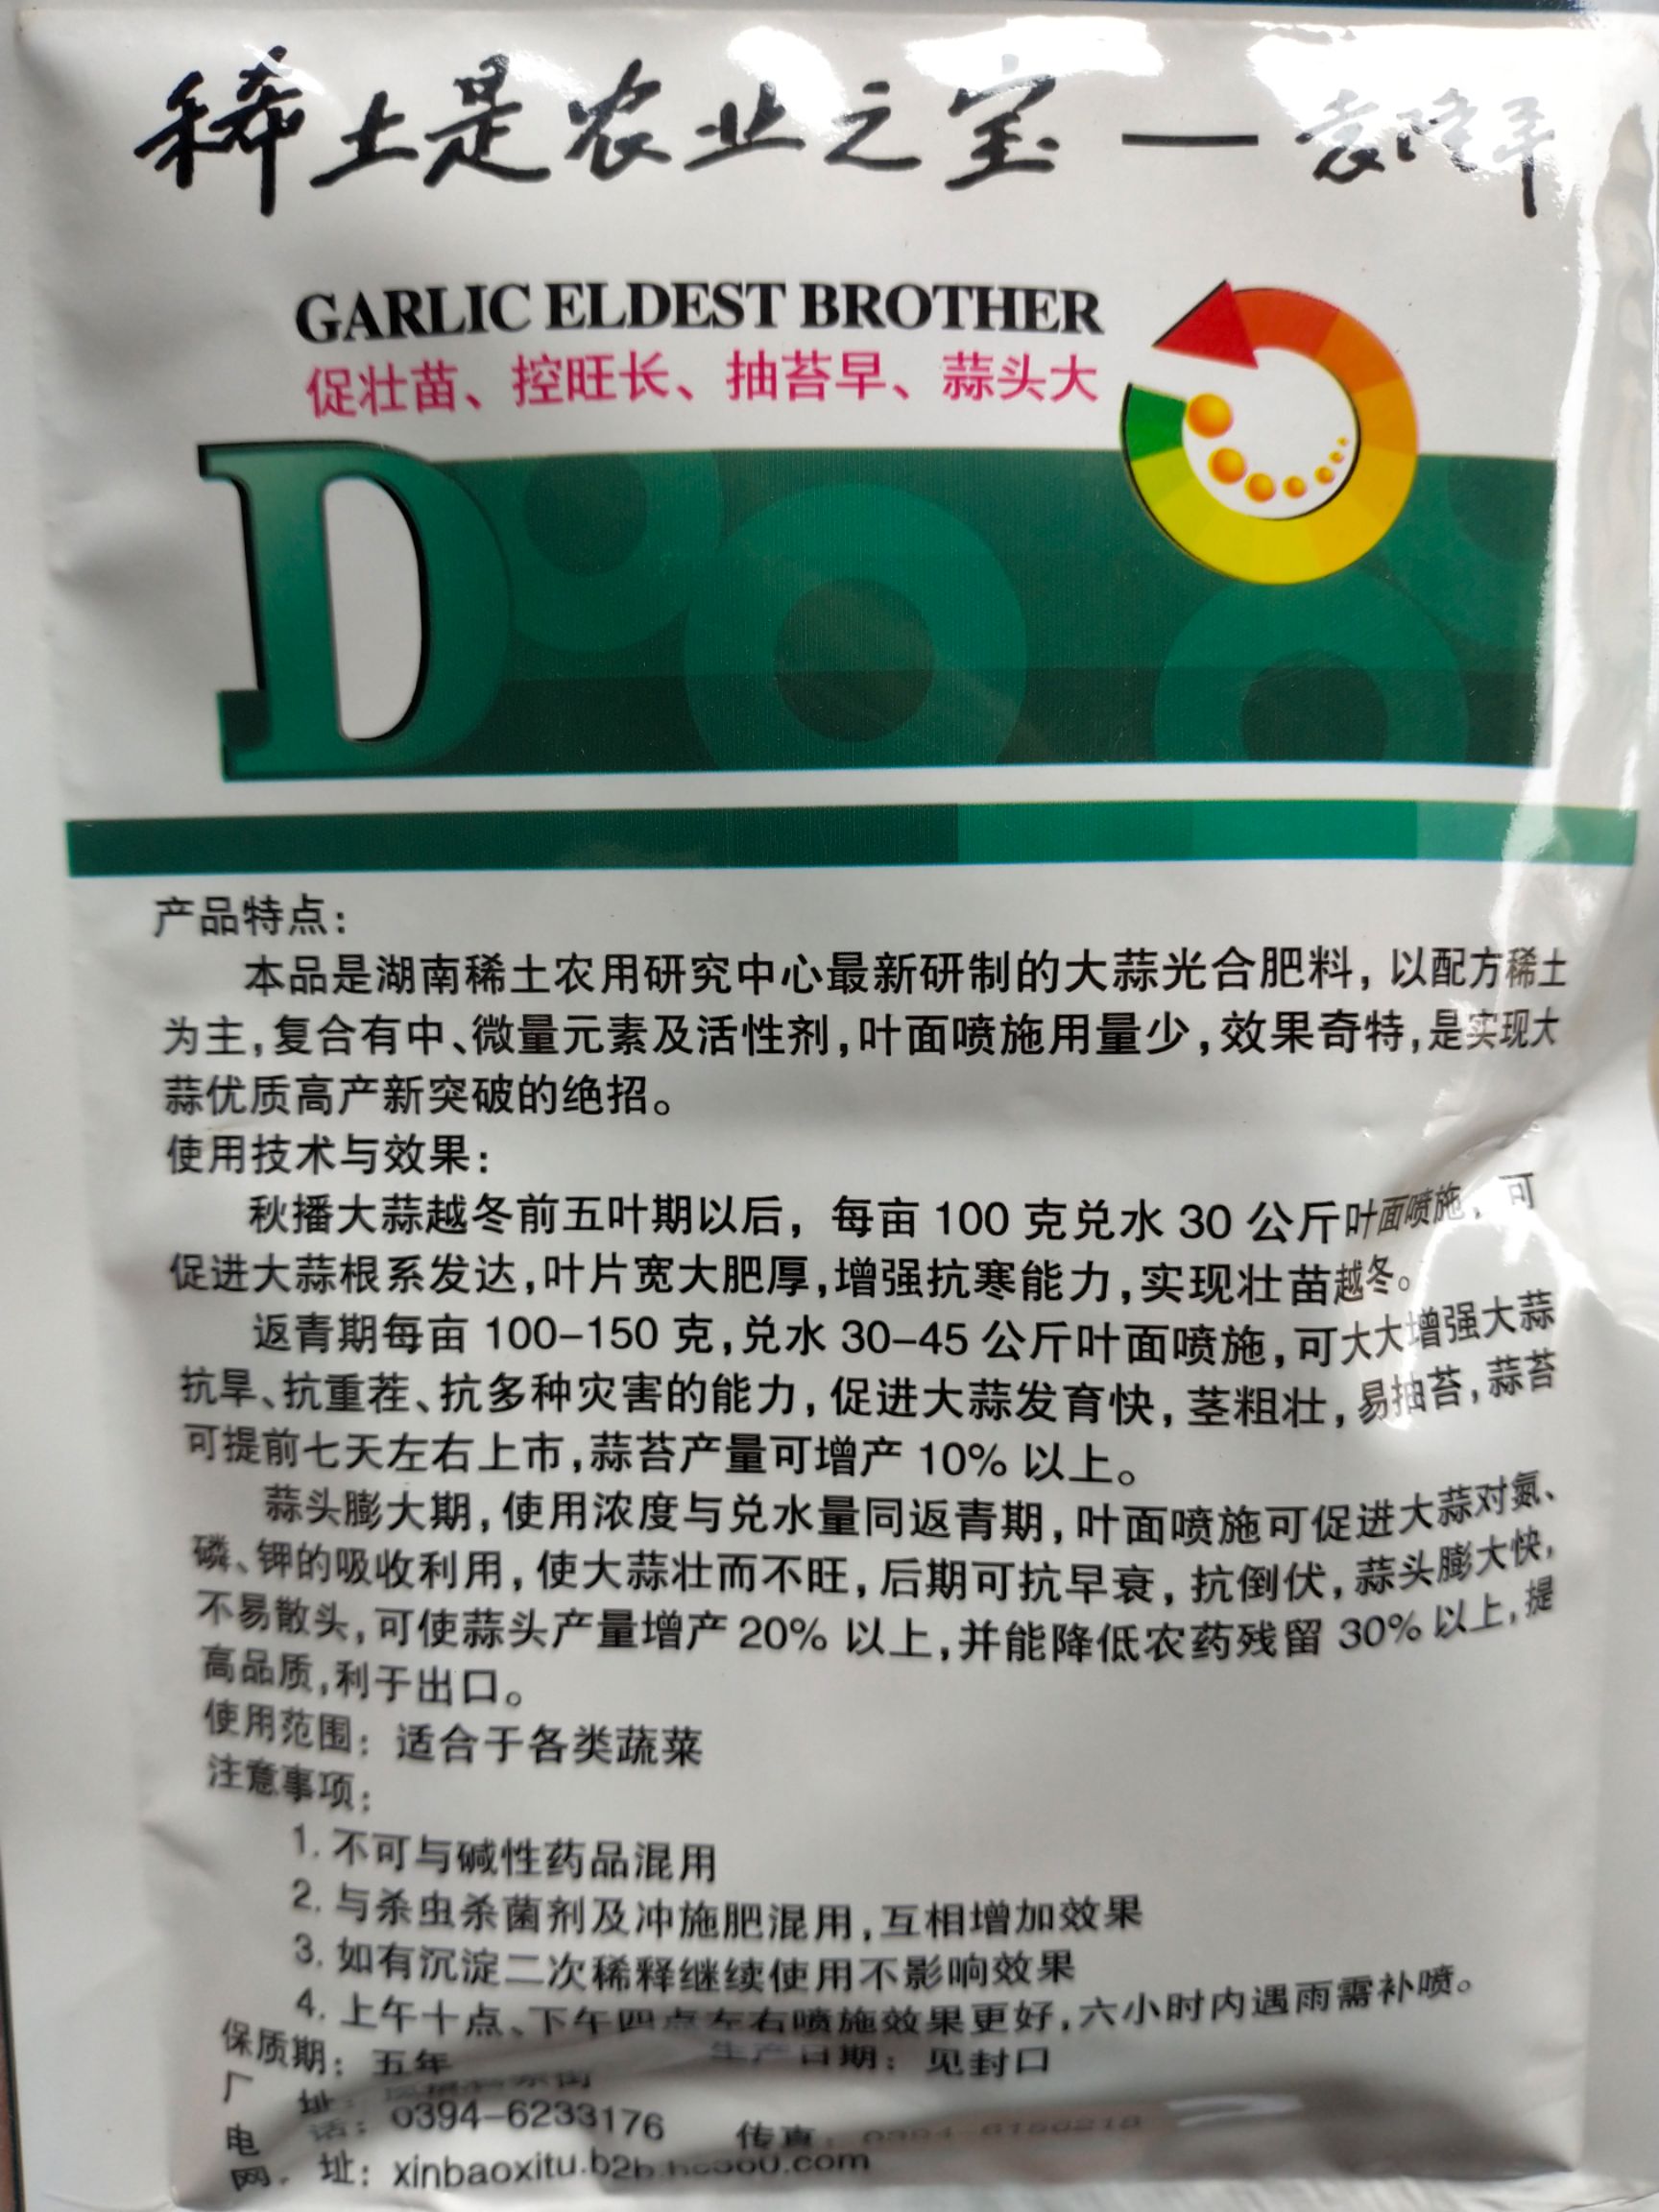 稀土是农业之宝—袁隆平
GARLIC ELDEST BROTHER
促壮苗、控旺长、抽苔早、蒜头大
D
产品特点：
本品是湖南稀土农用研究中心最新研制的大蒜光合肥料，以配方稀土
为主，复合有中、微量元素及活性剂，叶面喷施用量少，效果奇特，是实现大
蒜优质高产新突破的绝招。
使用技术与效果：
秋播大蒜越冬前五叶期以后，每亩 100 克兑水 30 公斤叶面喷施，可
促进大蒜根系发达，叶片宽大肥厚，增强抗寒能力，实现壮苗越冬。
返青期每亩 100-150 克，兑水 30-45 公斤叶面喷施，可大大增强大蒜
抗旱、抗重茬、抗多种灾害的能力，促进大蒜发育快，茎粗壮，易抽苔，蒜苔
可提前七天左右上市，蒜苔产量可增产 10% 以上。
蒜头膨大期，使用浓度与兑水量同返青期，叶面喷施可促进大蒜对氮、
磷、钾的吸收利用，使大蒜壮而不旺，后期可抗早衰，抗倒伏，蒜头膨大快，
不易散头，可使蒜头产量增产 20% 以上，并能降低农药残留 30% 以上，提
高品质，利于出口。
使用范围：适合于各类蔬菜
注意事项：
1. 不可与碱性药品混用
2. 与杀虫杀菌剂及冲施肥混用，互相增加效果
3. 如有沉淀二次稀释继续使用不影响效果
4. 上午十点、下午四点左右喷施效果更好，六小时内遇雨需补喷。
保质期：五年 生产日期：见封口
厂 址：
电 话：0394-6233176 传真：
网 址：xinbaoxitu.b2b.hc360.com